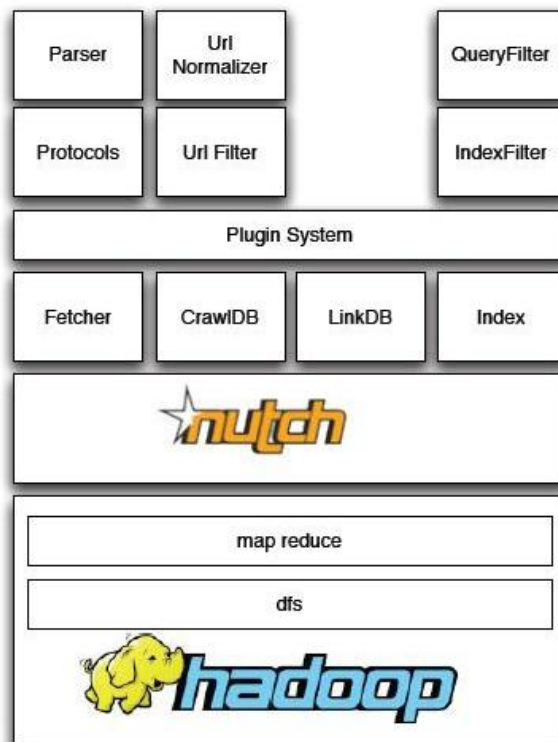 Parser
Url
Normalizer
QueryFilter
Protocols
Url Filter
IndexFilter
Plugin System
Fetcher
CrawlDB
LinkDB
Index
nutch
map reduce
dfs
hadoop